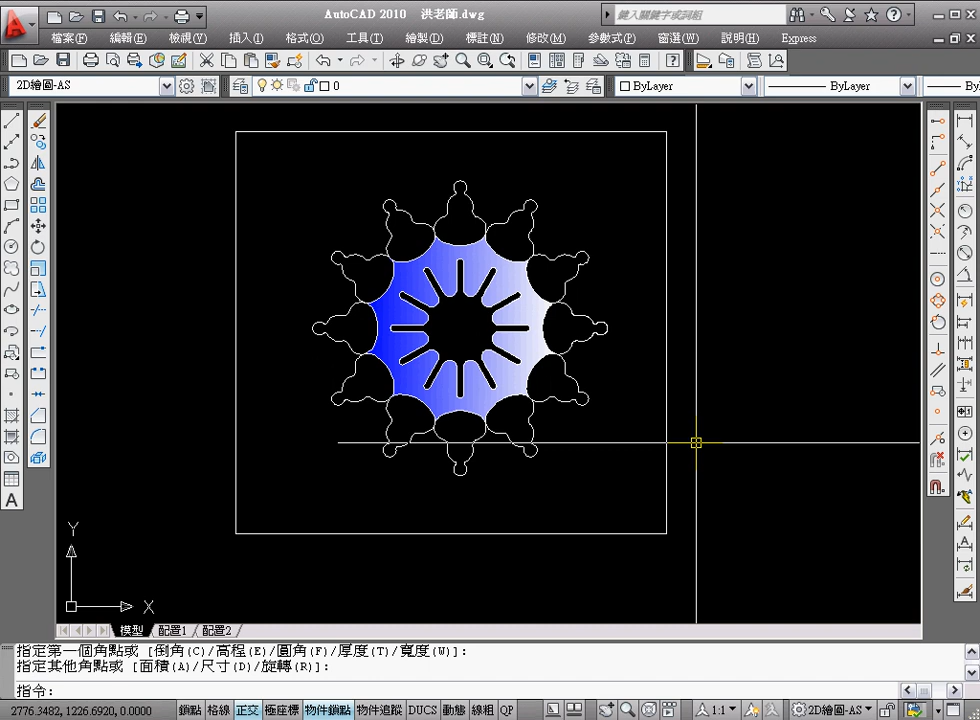 AutoCAD 2010 洪老師.dwg
鍵入關鍵字或詞組
檔案(F) 編輯(E) 檢視(V) 插入(I) 格式(O) 工具(T) 繪製(D) 標註(N) 修改(M) 參數式(P) 視窗(W) 說明(H) Express
2D繪圖-AS
0
ByLayer
ByLayer
ByL
A
Y
X
模型 配置1 配置2
指定第一個角點或 [倒角(C)/高程(E)/圓角(F)/厚度(T)/寬度(W)]:
指定其他角點或 [面積(A)/尺寸(D)/旋轉(R)]:
指令:
2776.3482, 1226.6920, 0.0000 鎖點 格線 正交 極座標 物件鎖點 物件追蹤 DUCS 動態 線粗 QP 1:1 2D繪圖-AS